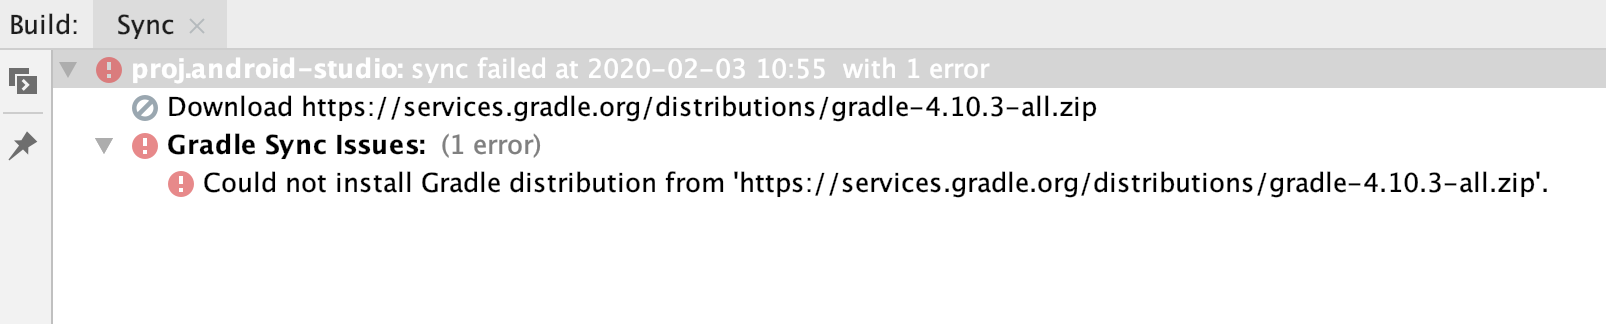 Build: Sync
proj.android-studio: sync failed at 2020-02-03 10:55 with 1 error
Download https://services.gradle.org/distributions/gradle-4.10.3-all.zip
Gradle Sync Issues: (1 error)
Could not install Gradle distribution from 'https://services.gradle.org/distributions/gradle-4.10.3-all.zip'.